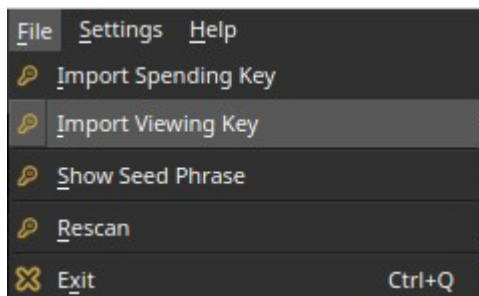 File Settings Help
Import Spending Key
Import Viewing Key
Show Seed Phrase
Rescan
Exit Ctrl+Q